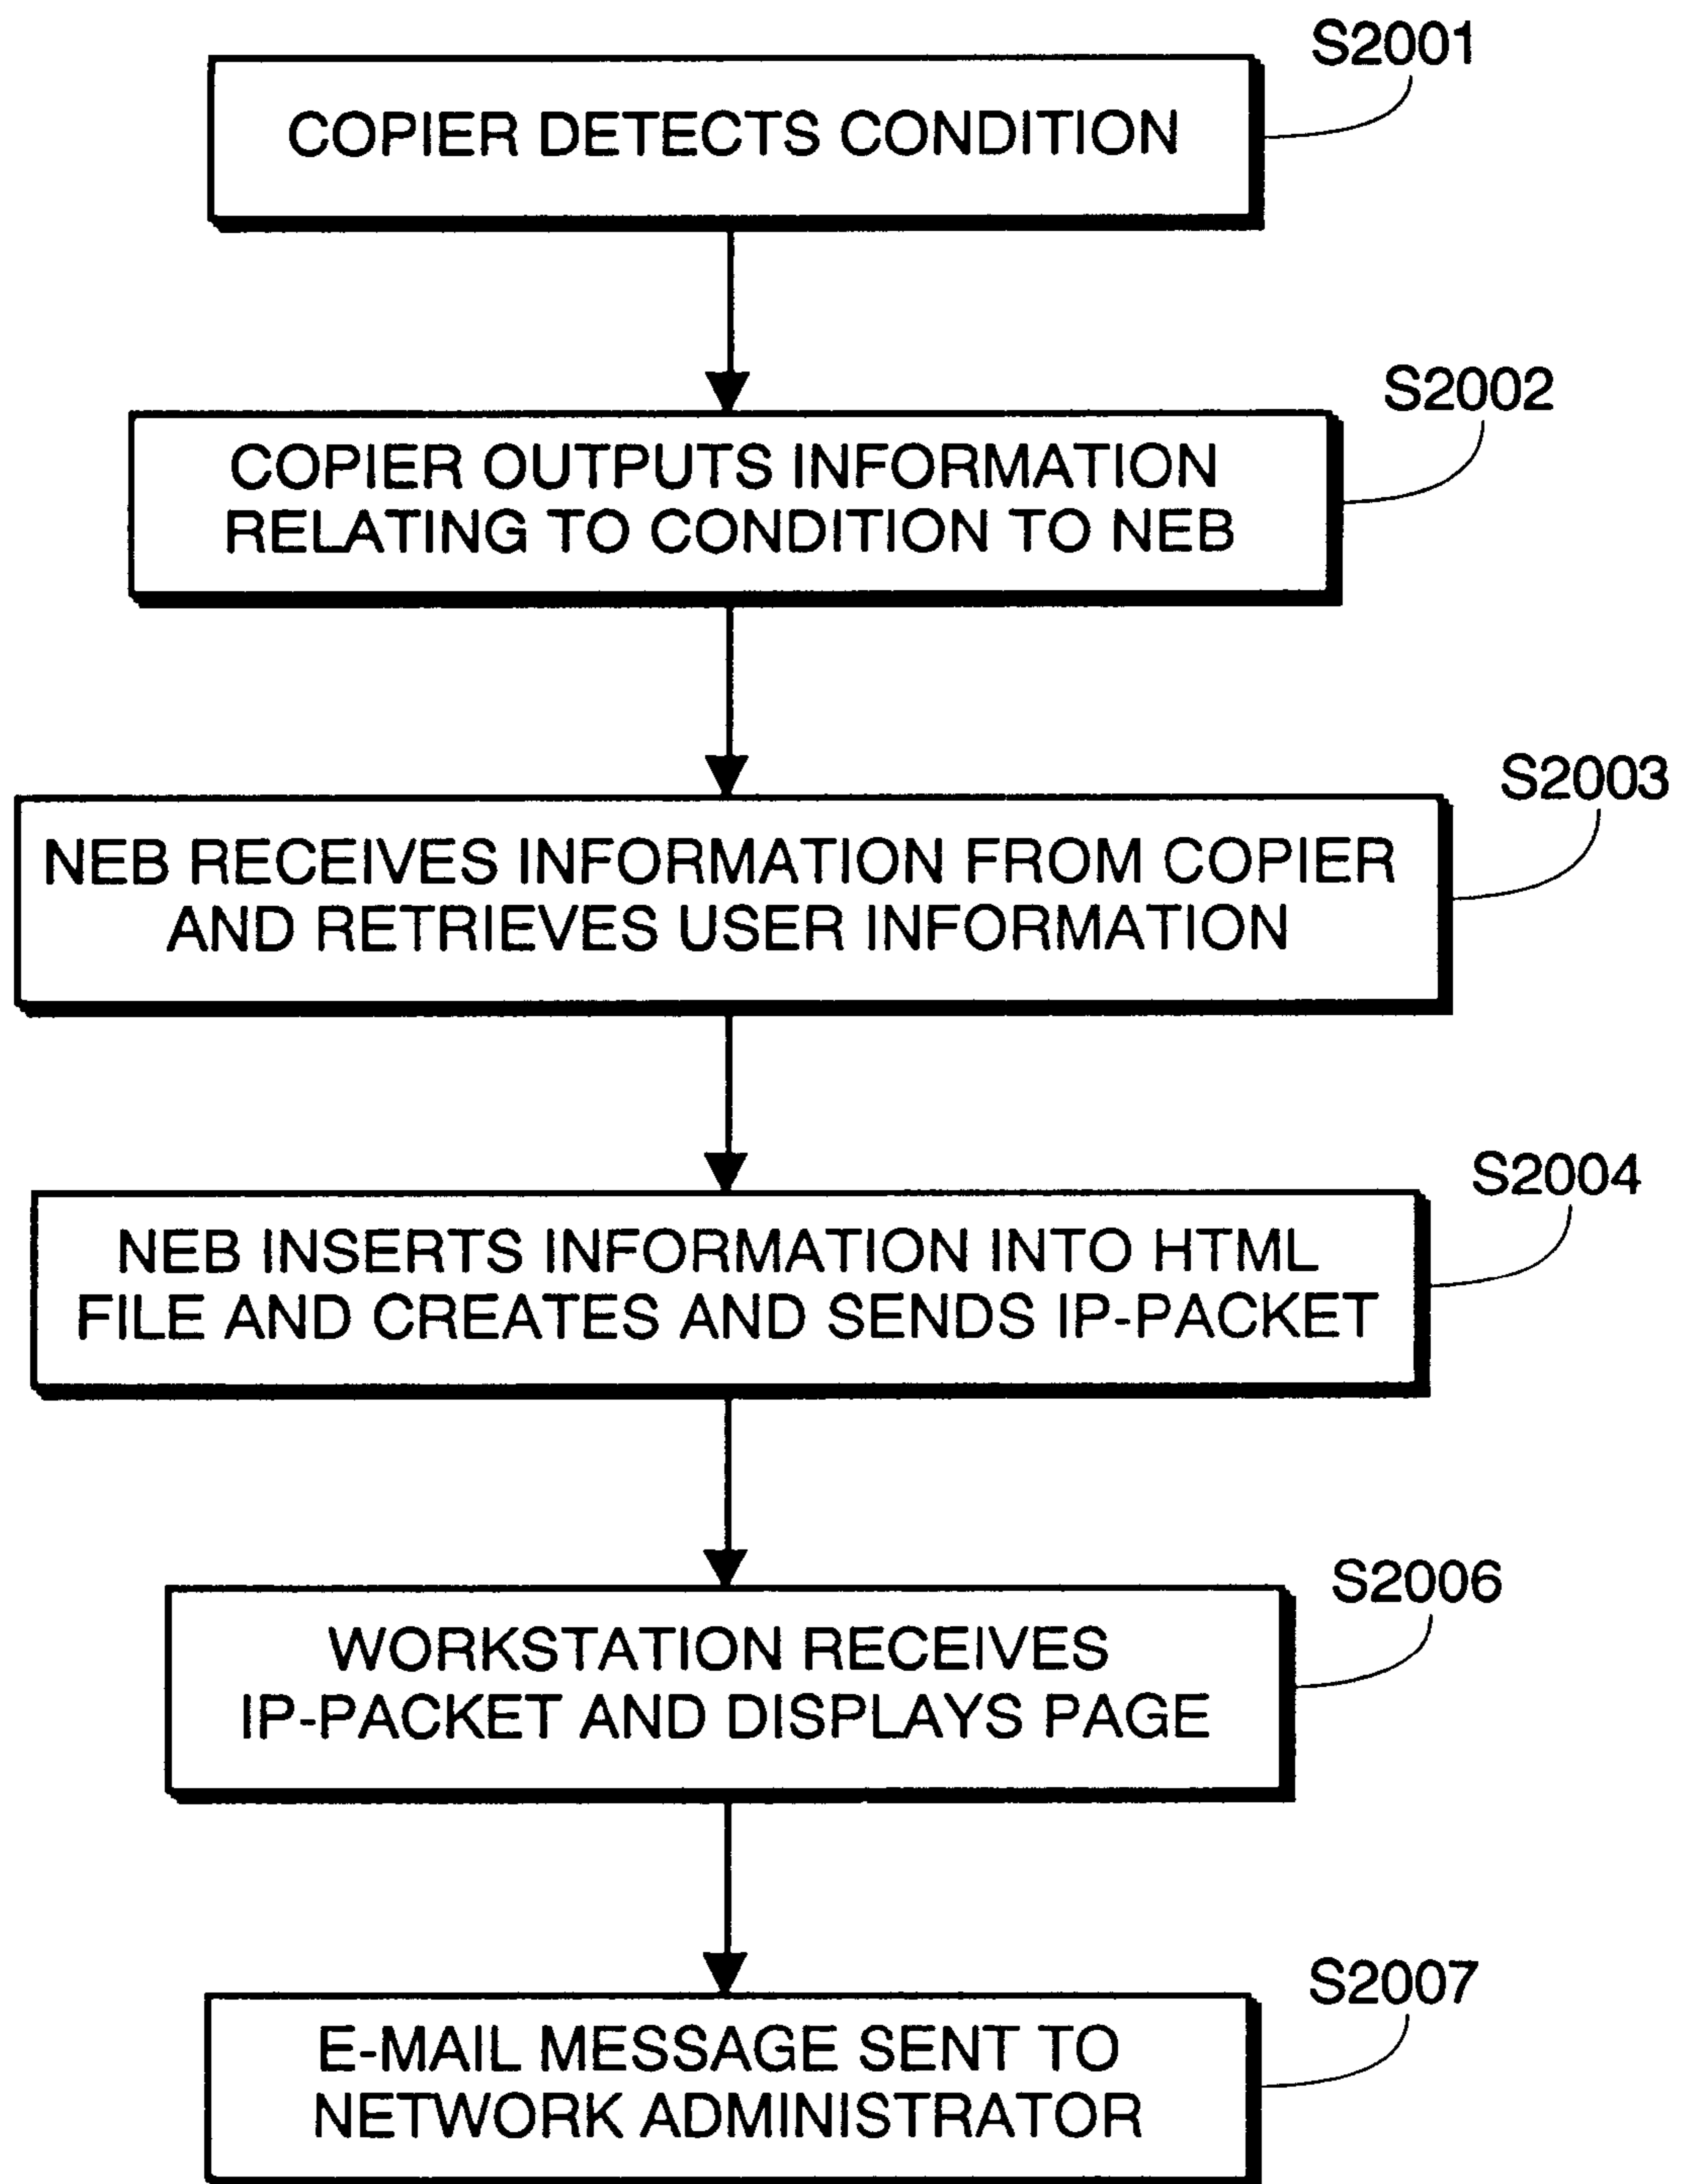 S2001
COPIER DETECTS CONDITION
S2002
COPIER OUTPUTS INFORMATION
RELATING TO CONDITION TO NEB
S2003
NEB RECEIVES INFORMATION FROM COPIER
AND RETRIEVES USER INFORMATION
S2004
NEB INSERTS INFORMATION INTO HTML
FILE AND CREATES AND SENDS IP-PACKET
S2006
WORKSTATION RECEIVES
IP-PACKET AND DISPLAYS PAGE
S2007
E-MAIL MESSAGE SENT TO
NETWORK ADMINISTRATOR